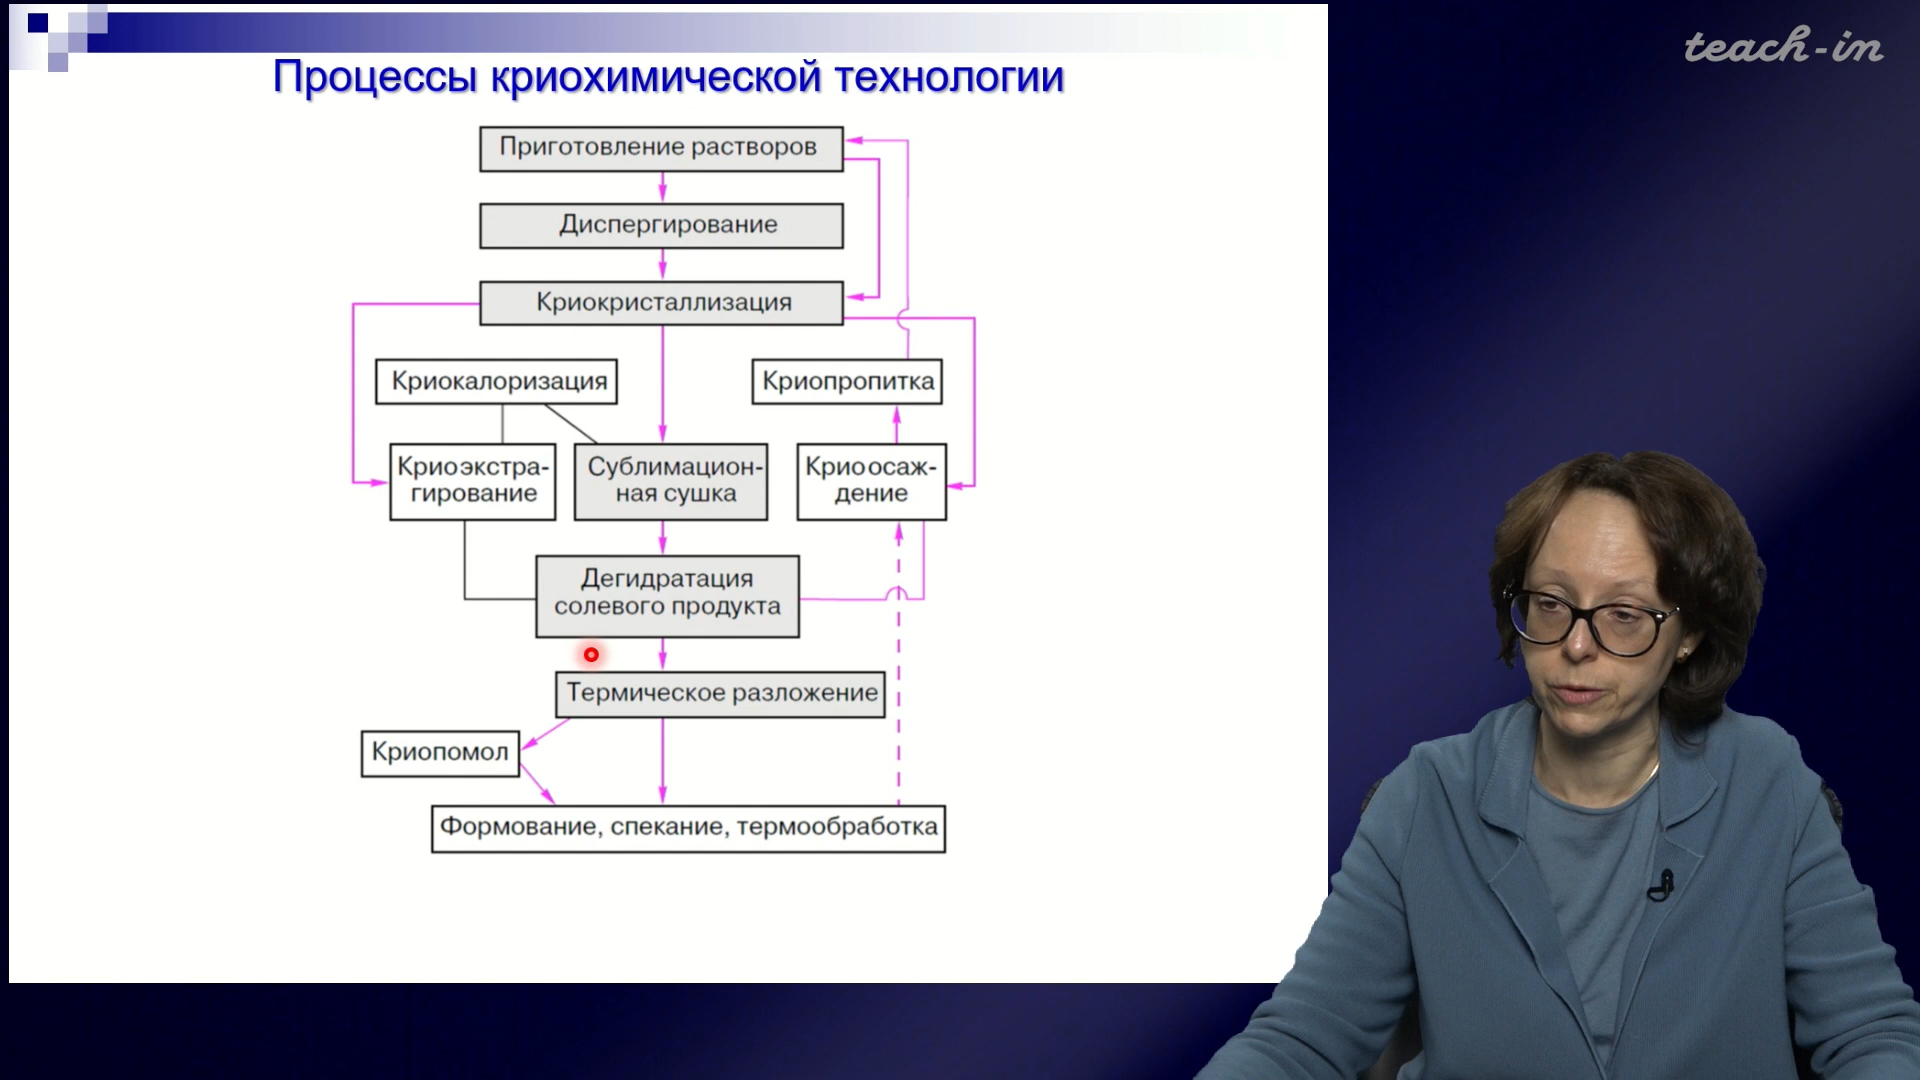 teach-in
Процессы криохимической технологии
Приготовление растворов
Диспергирование
Криокристаллизация
Криокалоризация
Криопропитка
Криоэкстра-
гирование
Сублимацион-
ная сушка
Криоосаж-
дение
Дегидратация
солевого продукта
Термическое разложение
Криопомол
Формование, спекание, термообработка